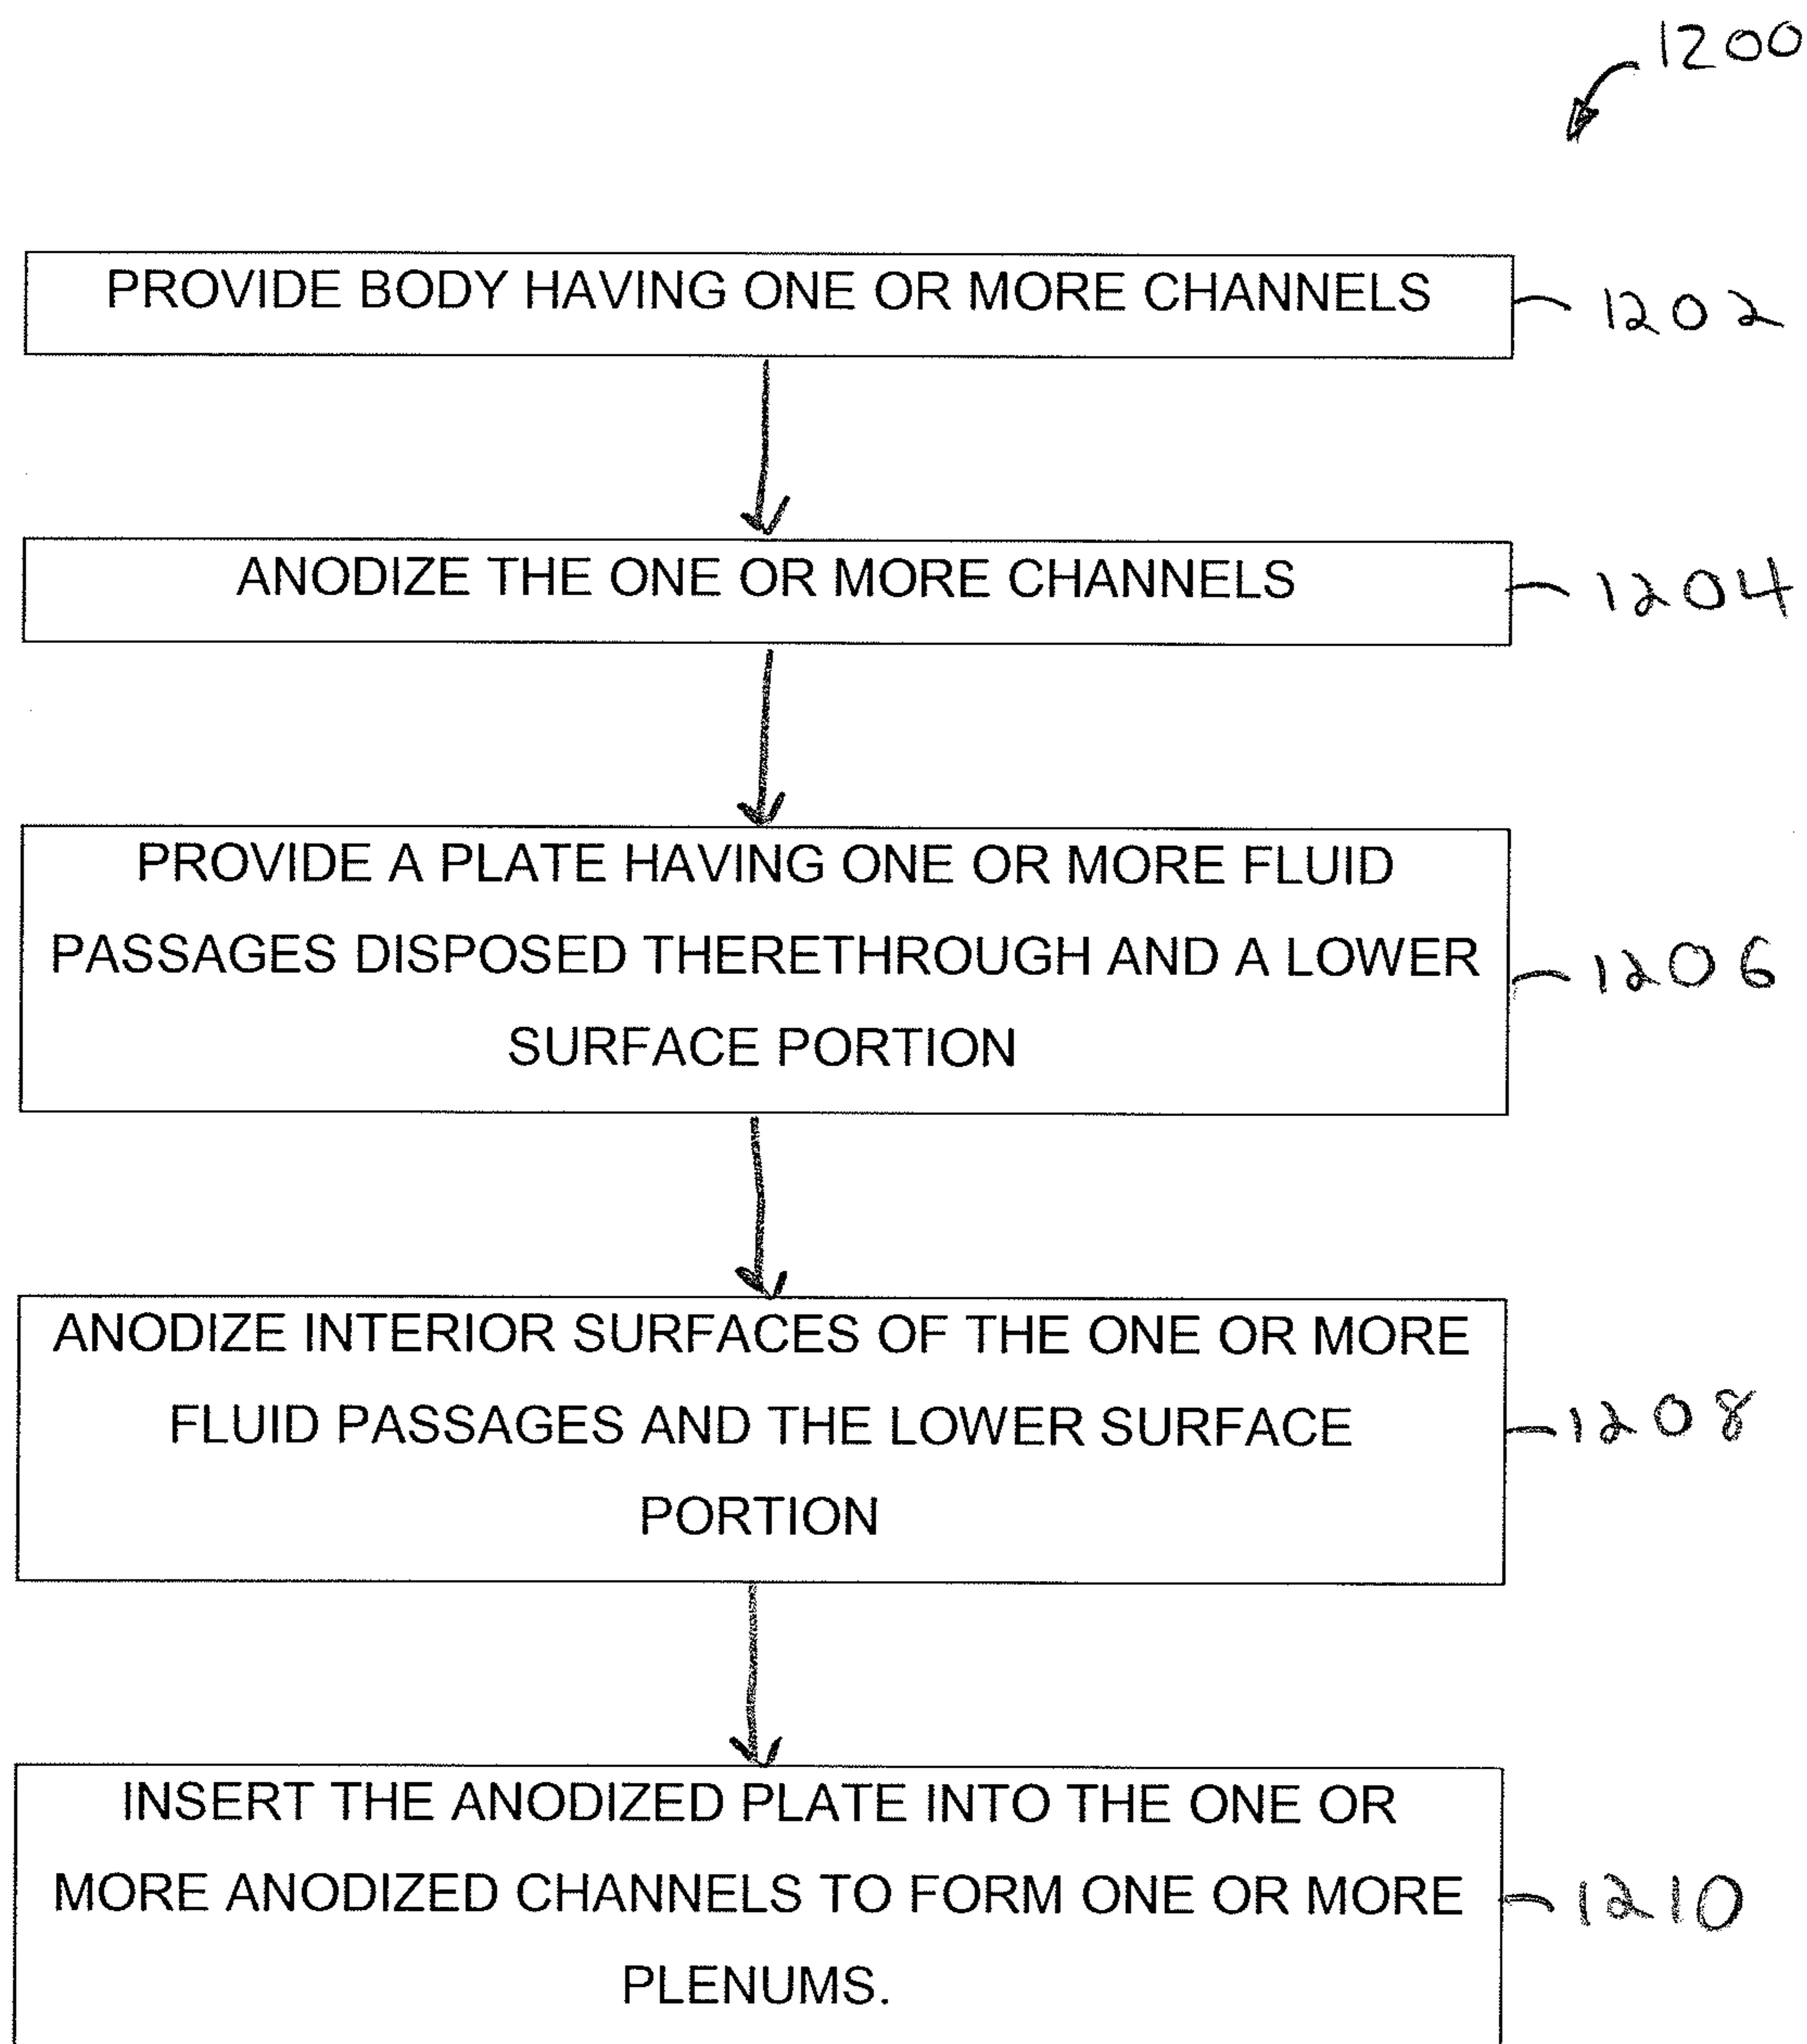 1200
PROVIDE BODY HAVING ONE OR MORE CHANNELS
1202
ANODIZE THE ONE OR MORE CHANNELS
1204
PROVIDE A PLATE HAVING ONE OR MORE FLUID
PASSAGES DISPOSED THERETHROUGH AND A LOWER
SURFACE PORTION
1206
ANODIZE INTERIOR SURFACES OF THE ONE OR MORE
FLUID PASSAGES AND THE LOWER SURFACE
PORTION
1208
INSERT THE ANODIZED PLATE INTO THE ONE OR
MORE ANODIZED CHANNELS TO FORM ONE OR MORE
PLENUMS.
1210